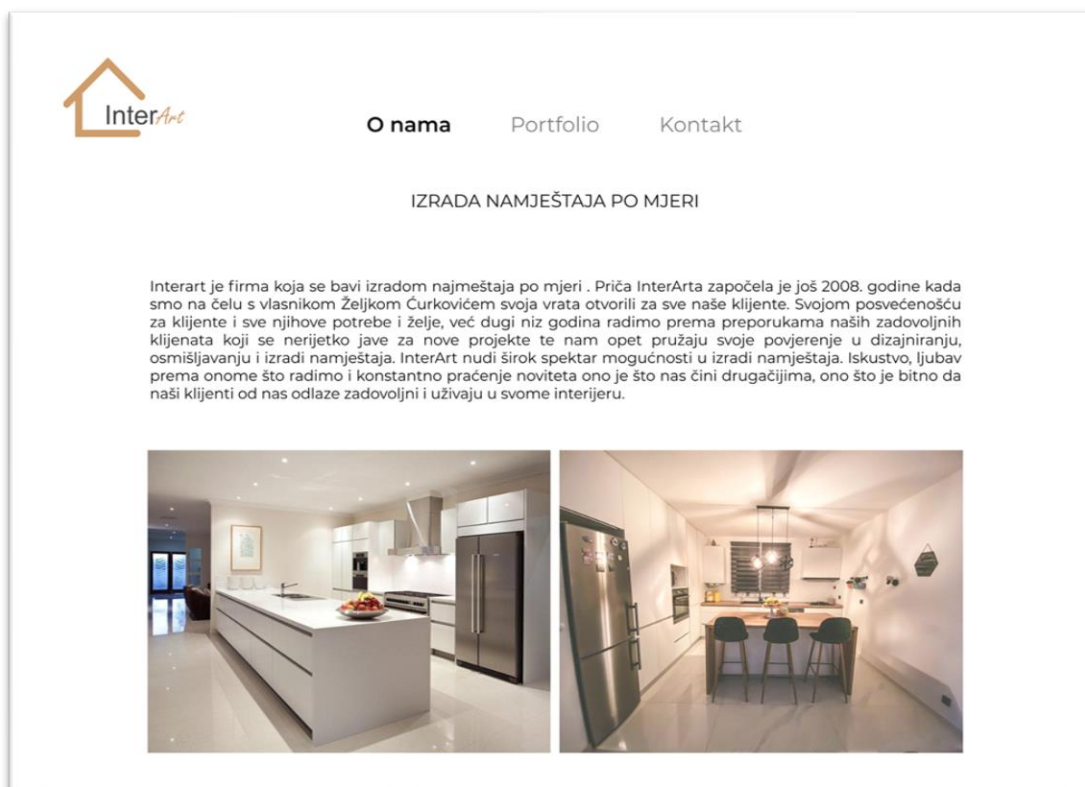 InterArt
O nama Portfolio Kontakt
IZRADA NAMJEŠTAJA PO MJERI
Interart je firma koja se bavi izradom najmeštaja po mjeri . Priča InterArta započela je još 2008. godine kada
smo na čelu s vlasnikom Željkom Ćurkovićem svoja vrata otvorili za sve naše klijente. Svojom posvećenošću
za klijente i sve njihove potrebe i želje, već dugi niz godina radimo prema preporukama naših zadovoljnih
klijenata koji se nerijetko jave za nove projekte te nam opet pružaju svoje povjerenje u dizajniranju,
osmišljavanju i izradi namještaja. InterArt nudi širok spektar mogućnosti u izradi namještaja. Iskustvo, ljubav
prema onome što radimo i konstantno praćenje noviteta ono je što nas čini drugačijima, ono što je bitno da
naši klijenti od nas odlaze zadovoljni i uživaju u svome interijeru.